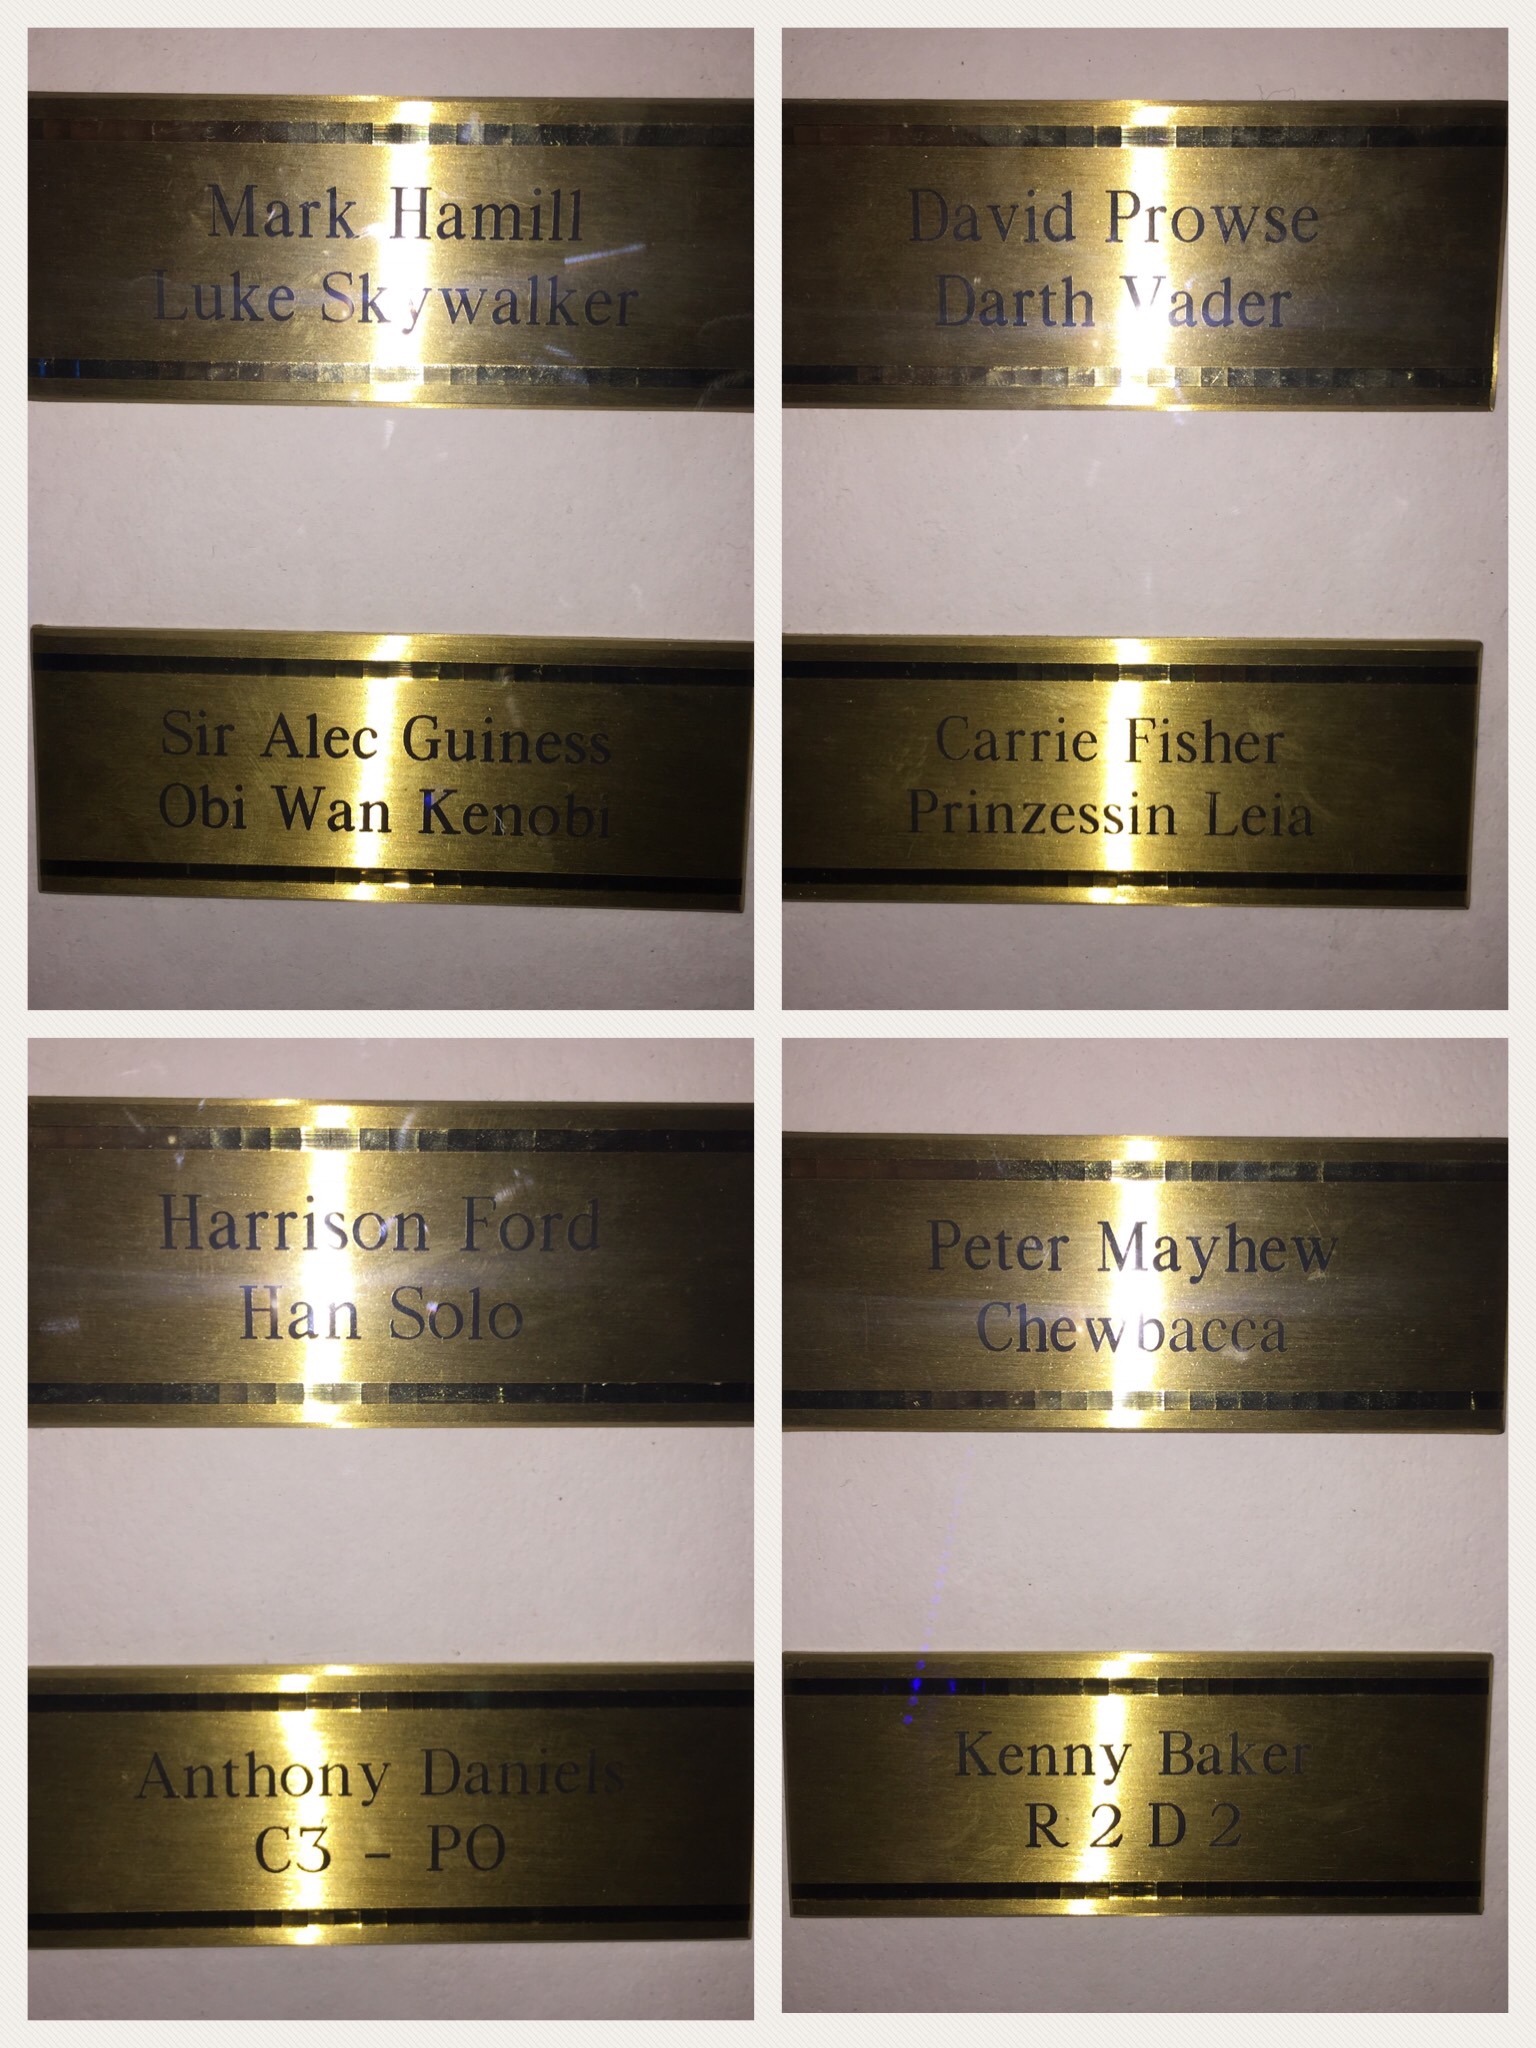 Mark Hamill
Luke Skywalker
Sir Alec Guiness
Obi Wan Kenobi
David Prowse
Darth Vader
Carrie Fisher
Prinzessin Leia
Harrison Ford
Han Solo
Anthony Daniels
C3 - PO
Peter Mayhew
Chewbacca
Kenny Baker
R 2 D 2